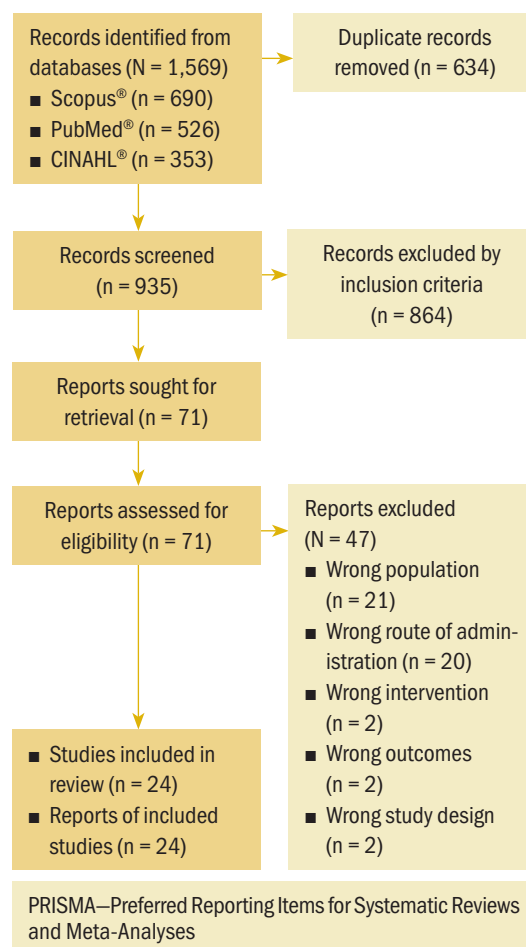 Records identified from
databases (N = 1,569)
■ Scopus® (n = 690)
■ PubMed® (n = 526)
■ CINAHL® (n = 353)
Duplicate records
removed (n = 634)
Records screened
(n = 935)
Records excluded by
inclusion criteria
(n = 864)
Reports sought for
retrieval (n = 71)
Reports assessed for
eligibility (n = 71)
Reports excluded
(N = 47)
■ Wrong population
(n = 21)
■ Wrong route of admin-
istration (n = 20)
■ Wrong intervention
(n = 2)
■ Wrong outcomes
(n = 2)
■ Wrong study design
(n = 2)
■ Studies included in
review (n = 24)
■ Reports of included
studies (n = 24)
PRISMA—Preferred Reporting Items for Systematic Reviews
and Meta-Analyses